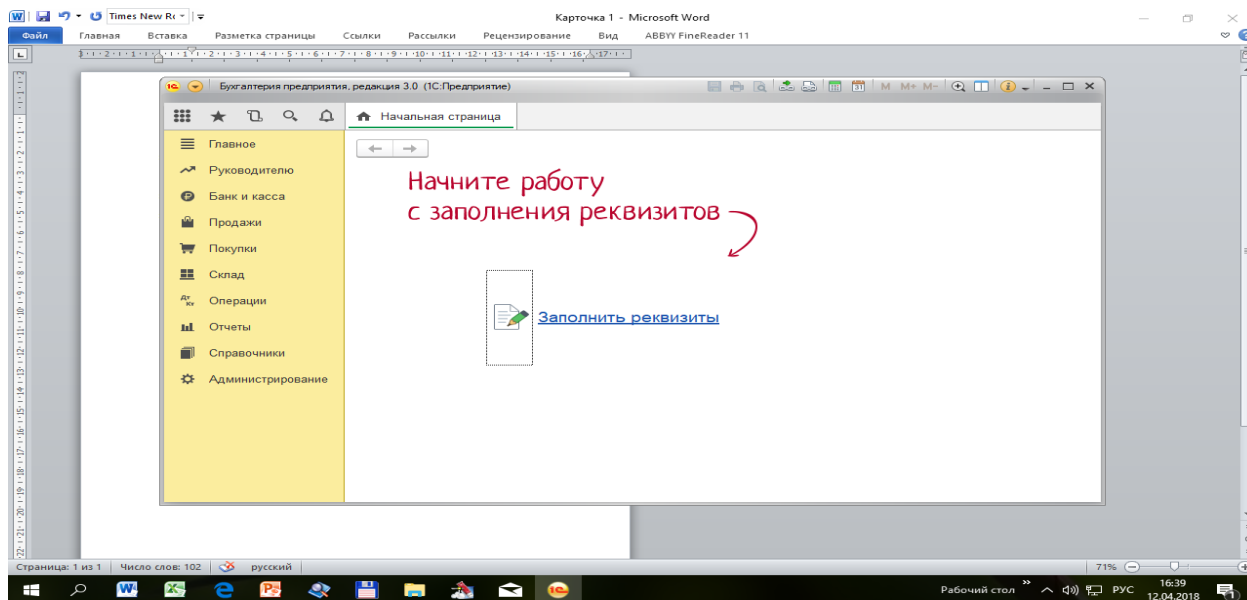 Times New Ro
Карточка 1 - Microsoft Word
Файл Главная Вставка Разметка страницы Ссылки Рассылки Рецензирование Вид ABBYY FineReader 11
Бухгалтерия предприятия, редакция 3.0 (1С:Предприятие)
M M+ M-
Начальная страница
Главное
Руководителю
Банк и касса
Продажи
Покупки
Склад
Операции
Отчеты
Справочники
Администрирование
Начните работу
с заполнения реквизитов
Заполнить реквизиты
Страница: 1 из 1 Число слов: 102 русский 71%
Рабочий стол РУС 16:39
12.04.2018